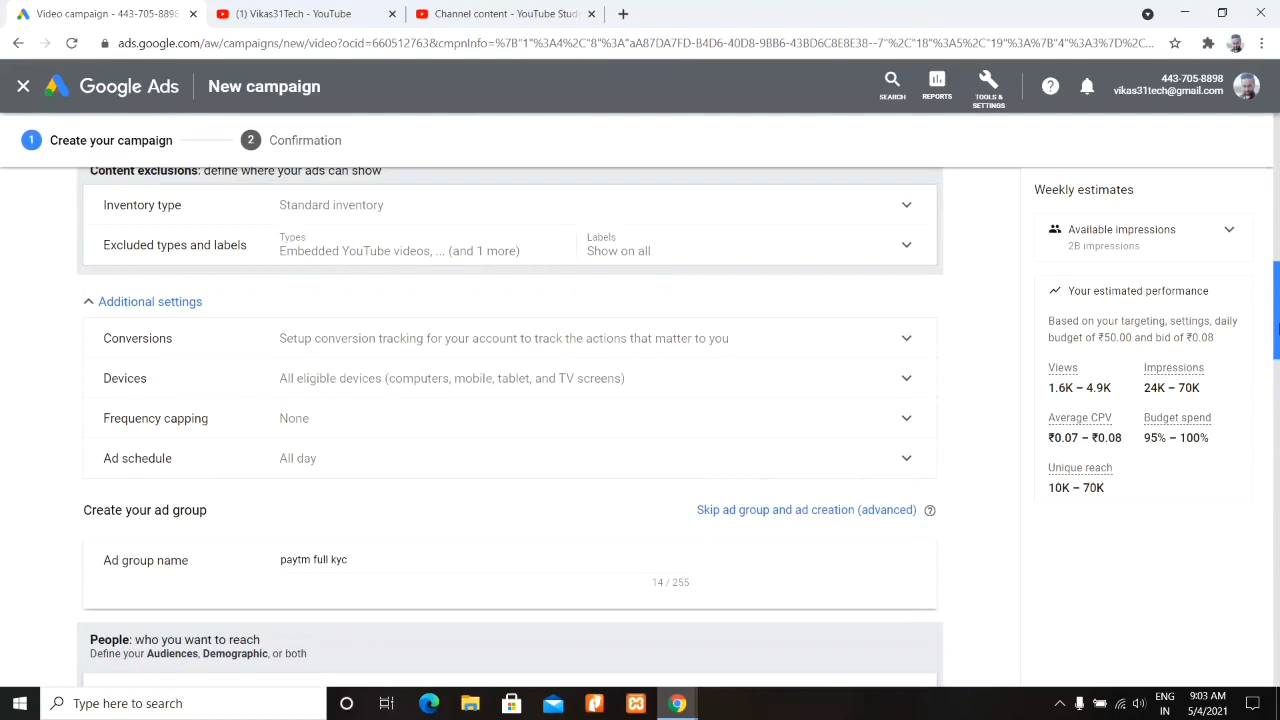 Video campaign - 443-705-8898
(1) Vikas31Tech - YouTube
Channel content - YouTube Stud
ads.google.com/aw/campaigns/new/video?ocid=660512763&cmpnInfo=%7B"1"%3A4%2C"8"%3A"aA87DA7FD-B4D6-40D8-9BB6-43BD6C8E8E38--7"%2C"18"%3A5%2C"19"%3A%7B"4"%3A3%7D%2C...
Google Ads
New campaign
SEARCH
REPORTS
TOOLS &
SETTINGS
443-705-8898
vikas31tech@gmail.com
1 Create your campaign
2 Confirmation
Content exclusions: define where your ads can show
Inventory type
Standard inventory
Excluded types and labels
Types
Embedded YouTube videos, ... (and 1 more)
Labels
Show on all
Additional settings
Conversions
Setup conversion tracking for your account to track the actions that matter to you
Devices
All eligible devices (computers, mobile, tablet, and TV screens)
Frequency capping
None
Ad schedule
All day
Create your ad group
Skip ad group and ad creation (advanced)
Ad group name
paytm full kyc
14 / 255
People: who you want to reach
Define your Audiences, Demographic, or both
Weekly estimates
Available impressions
2B impressions
Your estimated performance
Based on your targeting, settings, daily
budget of ₹50.00 and bid of ₹0.08
Views
1.6K – 4.9K
Impressions
24K – 70K
Average CPV
₹0.07 – ₹0.08
Budget spend
95% – 100%
Unique reach
10K – 70K
Type here to search
ENG
IN
9:03 AM
5/4/2021